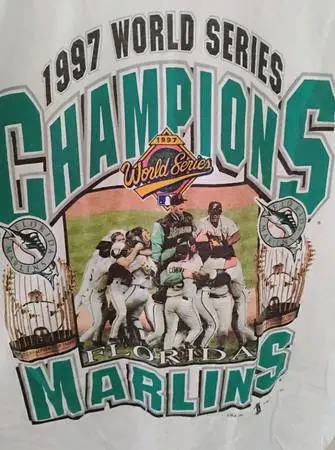 1997 WORLD SERIES
CHAMPIONS
1997
World Series
FLORIDA
MARLINS